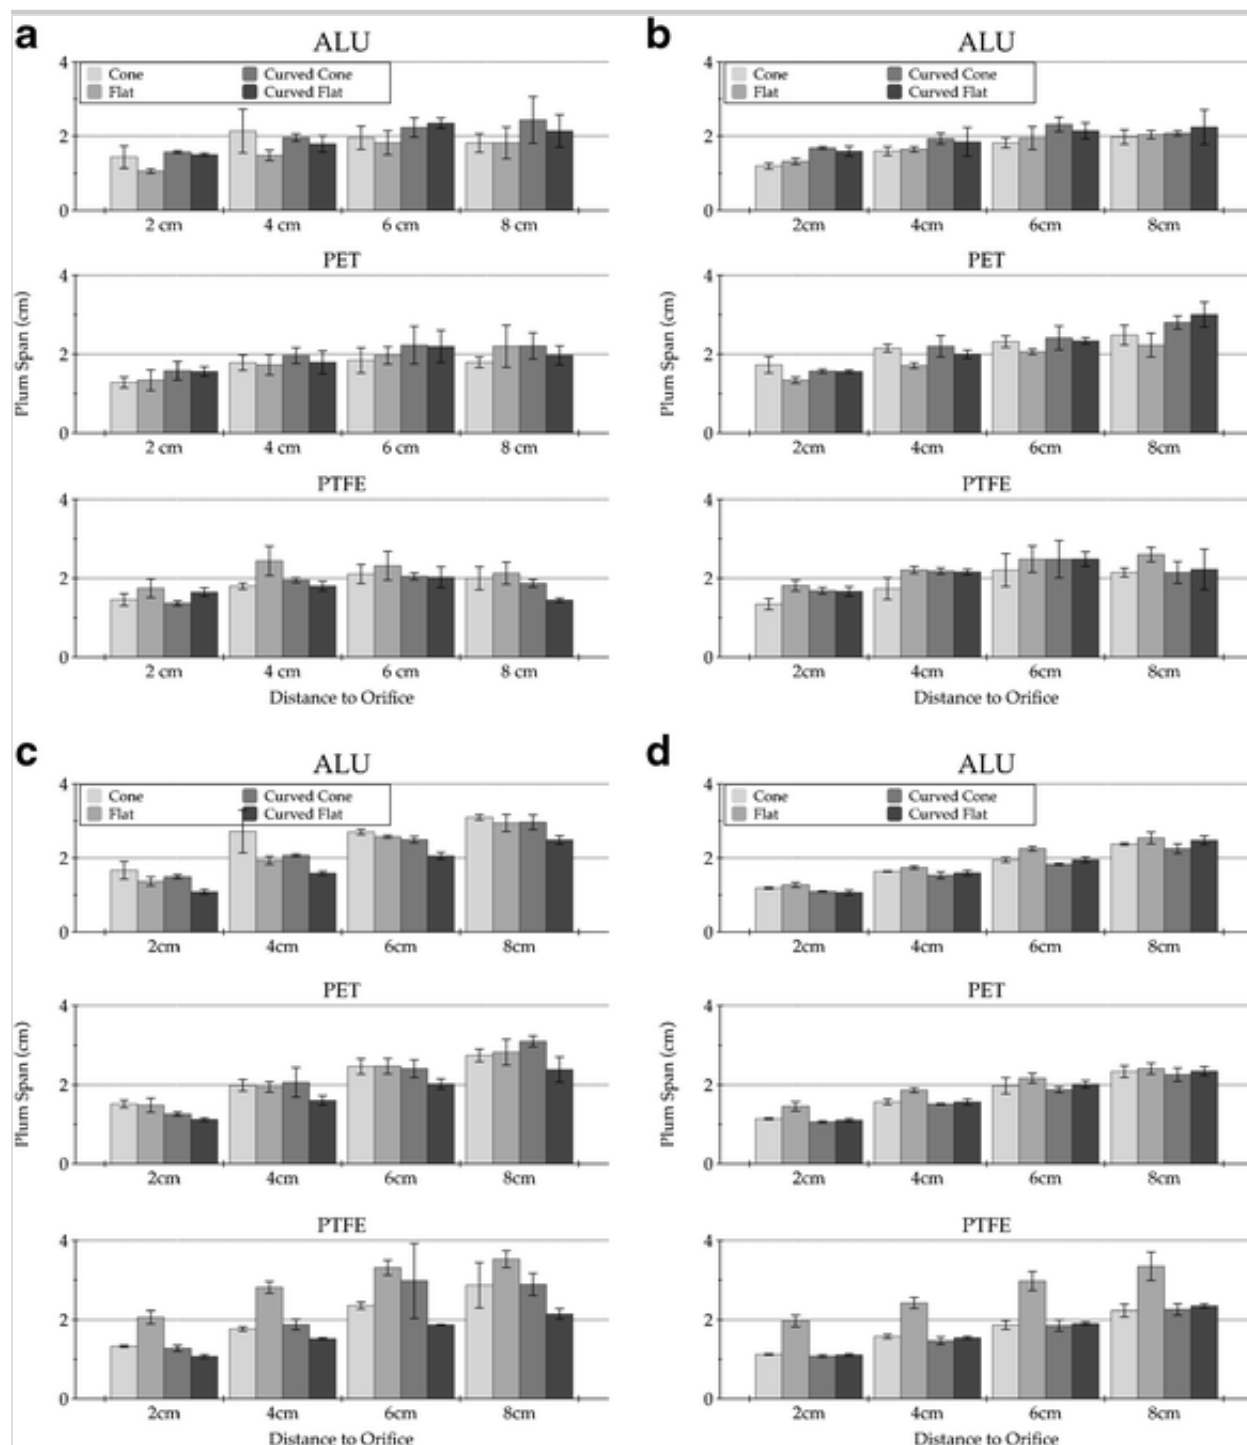 a
ALU
4
Cone
Curved Cone
Flat
Curved Flat
2
0
2 cm 4 cm 6 cm 8 cm
PET
4
2
0
2 cm 4 cm 6 cm 8 cm
PTFE
4
2
0
2 cm 4 cm 6 cm 8 cm
Plum Span (cm)
Distance to Orifice
b
ALU
4
Cone
Curved Cone
Flat
Curved Flat
2
0
2cm 4cm 6cm 8cm
PET
4
2
0
2cm 4cm 6cm 8cm
PTFE
4
2
0
2cm 4cm 6cm 8cm
Plum Span (cm)
Distance to Orifice
c
ALU
4
Cone
Curved Cone
Flat
Curved Flat
2
0
2cm 4cm 6cm 8cm
PET
4
2
0
2cm 4cm 6cm 8cm
PTFE
4
2
0
2cm 4cm 6cm 8cm
Plum Span (cm)
Distance to Orifice
d
ALU
4
Cone
Curved Cone
Flat
Curved Flat
2
0
2cm 4cm 6cm 8cm
PET
4
2
0
2cm 4cm 6cm 8cm
PTFE
4
2
0
2cm 4cm 6cm 8cm
Plum Span (cm)
Distance to Orifice